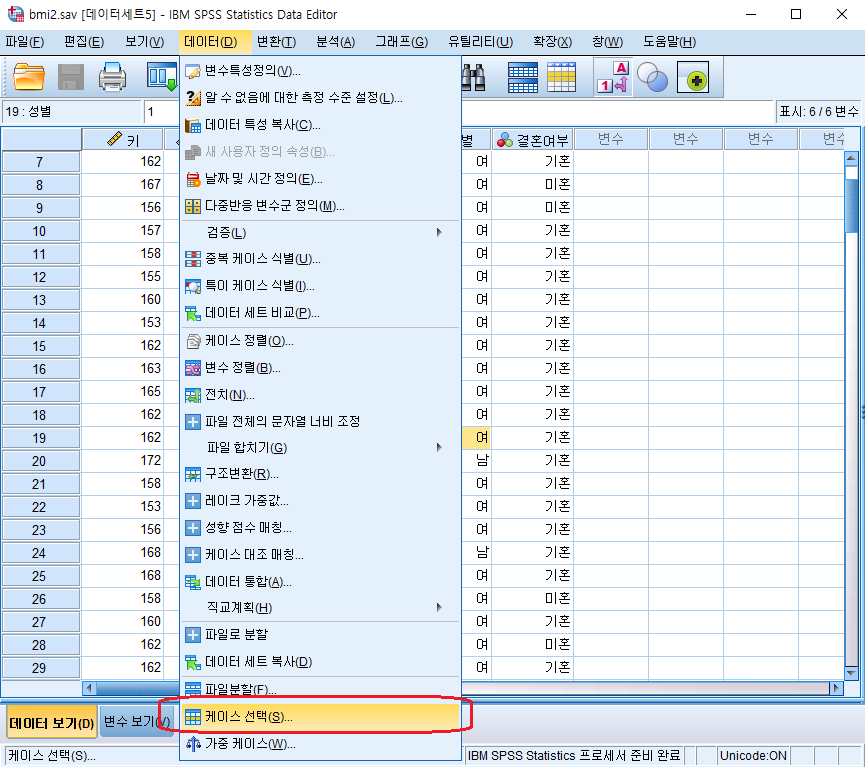 bmi2.sav [데이터세트5] - IBM SPSS Statistics Data Editor
파일(F) 편집(E) 보기(V) 데이터(D) 변환(T) 분석(A) 그래프(G) 유틸리티(U) 확장(X) 창(W) 도움말(H)
19 : 성별 1 표시: 6 / 6 변수
키 별 결혼여부 변수 변수 변수 변수
변수특성정의(V)...
알 수 없음에 대한 측정 수준 설정(L)...
데이터 특성 복사(C)...
새 사용자 정의 속성(B)...
날짜 및 시간 정의(E)...
다중반응 변수군 정의(M)...
검증(L)
중복 케이스 식별(U)...
특이 케이스 식별(I)...
데이터 세트 비교(P)...
케이스 정렬(O)...
변수 정렬(B)...
전치(N)...
파일 전체의 문자열 너비 조정
파일 합치기(G)
구조변환(R)...
레이크 가중값...
성향 점수 매칭...
케이스 대조 매칭...
데이터 통합(A)...
직교계획(H)
파일로 분할
데이터 세트 복사(D)
파일분할(F)...
케이스 선택(S)...
가중 케이스(W)...
7 162 여 기혼
8 167 여 미혼
9 156 여 미혼
10 157 여 기혼
11 158 여 기혼
12 155 여 기혼
13 160 여 기혼
14 153 여 기혼
15 162 여 기혼
16 163 여 기혼
17 165 여 기혼
18 162 여 기혼
19 162 여 기혼
20 172 남 기혼
21 158 여 기혼
22 153 여 기혼
23 156 여 기혼
24 168 남 기혼
25 168 여 기혼
26 158 여 미혼
27 160 여 기혼
28 162 여 미혼
29 162 여 기혼
데이터 보기(D) 변수 보기(V)
케이스 선택(S)... IBM SPSS Statistics 프로세서 준비 완료 Unicode:ON